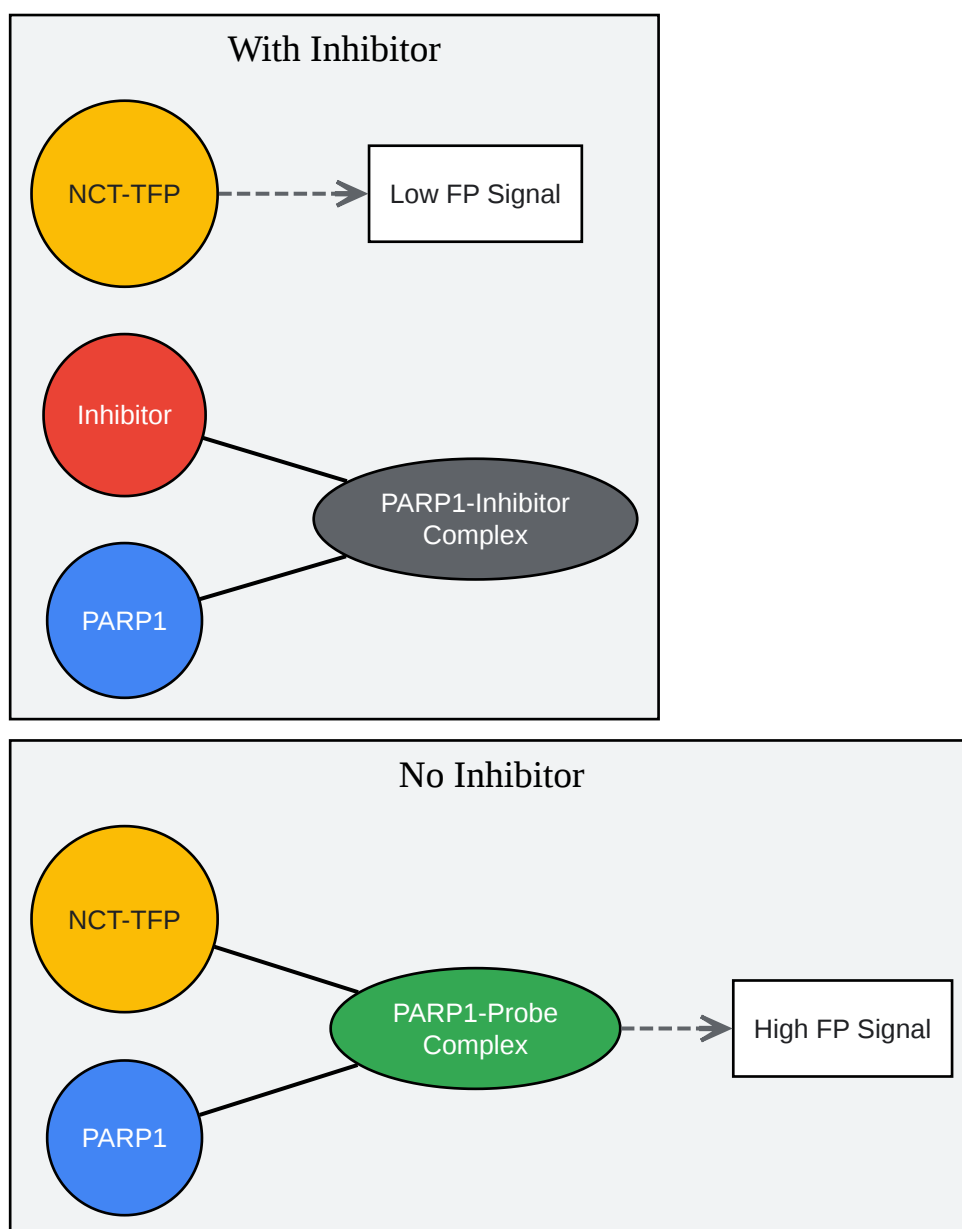 With Inhibitor
NCT-TFP
Low FP Signal
Inhibitor
PARP1-Inhibitor
Complex
PARP1
No Inhibitor
NCT-TFP
PARP1-Probe
Complex
High FP Signal
PARP1